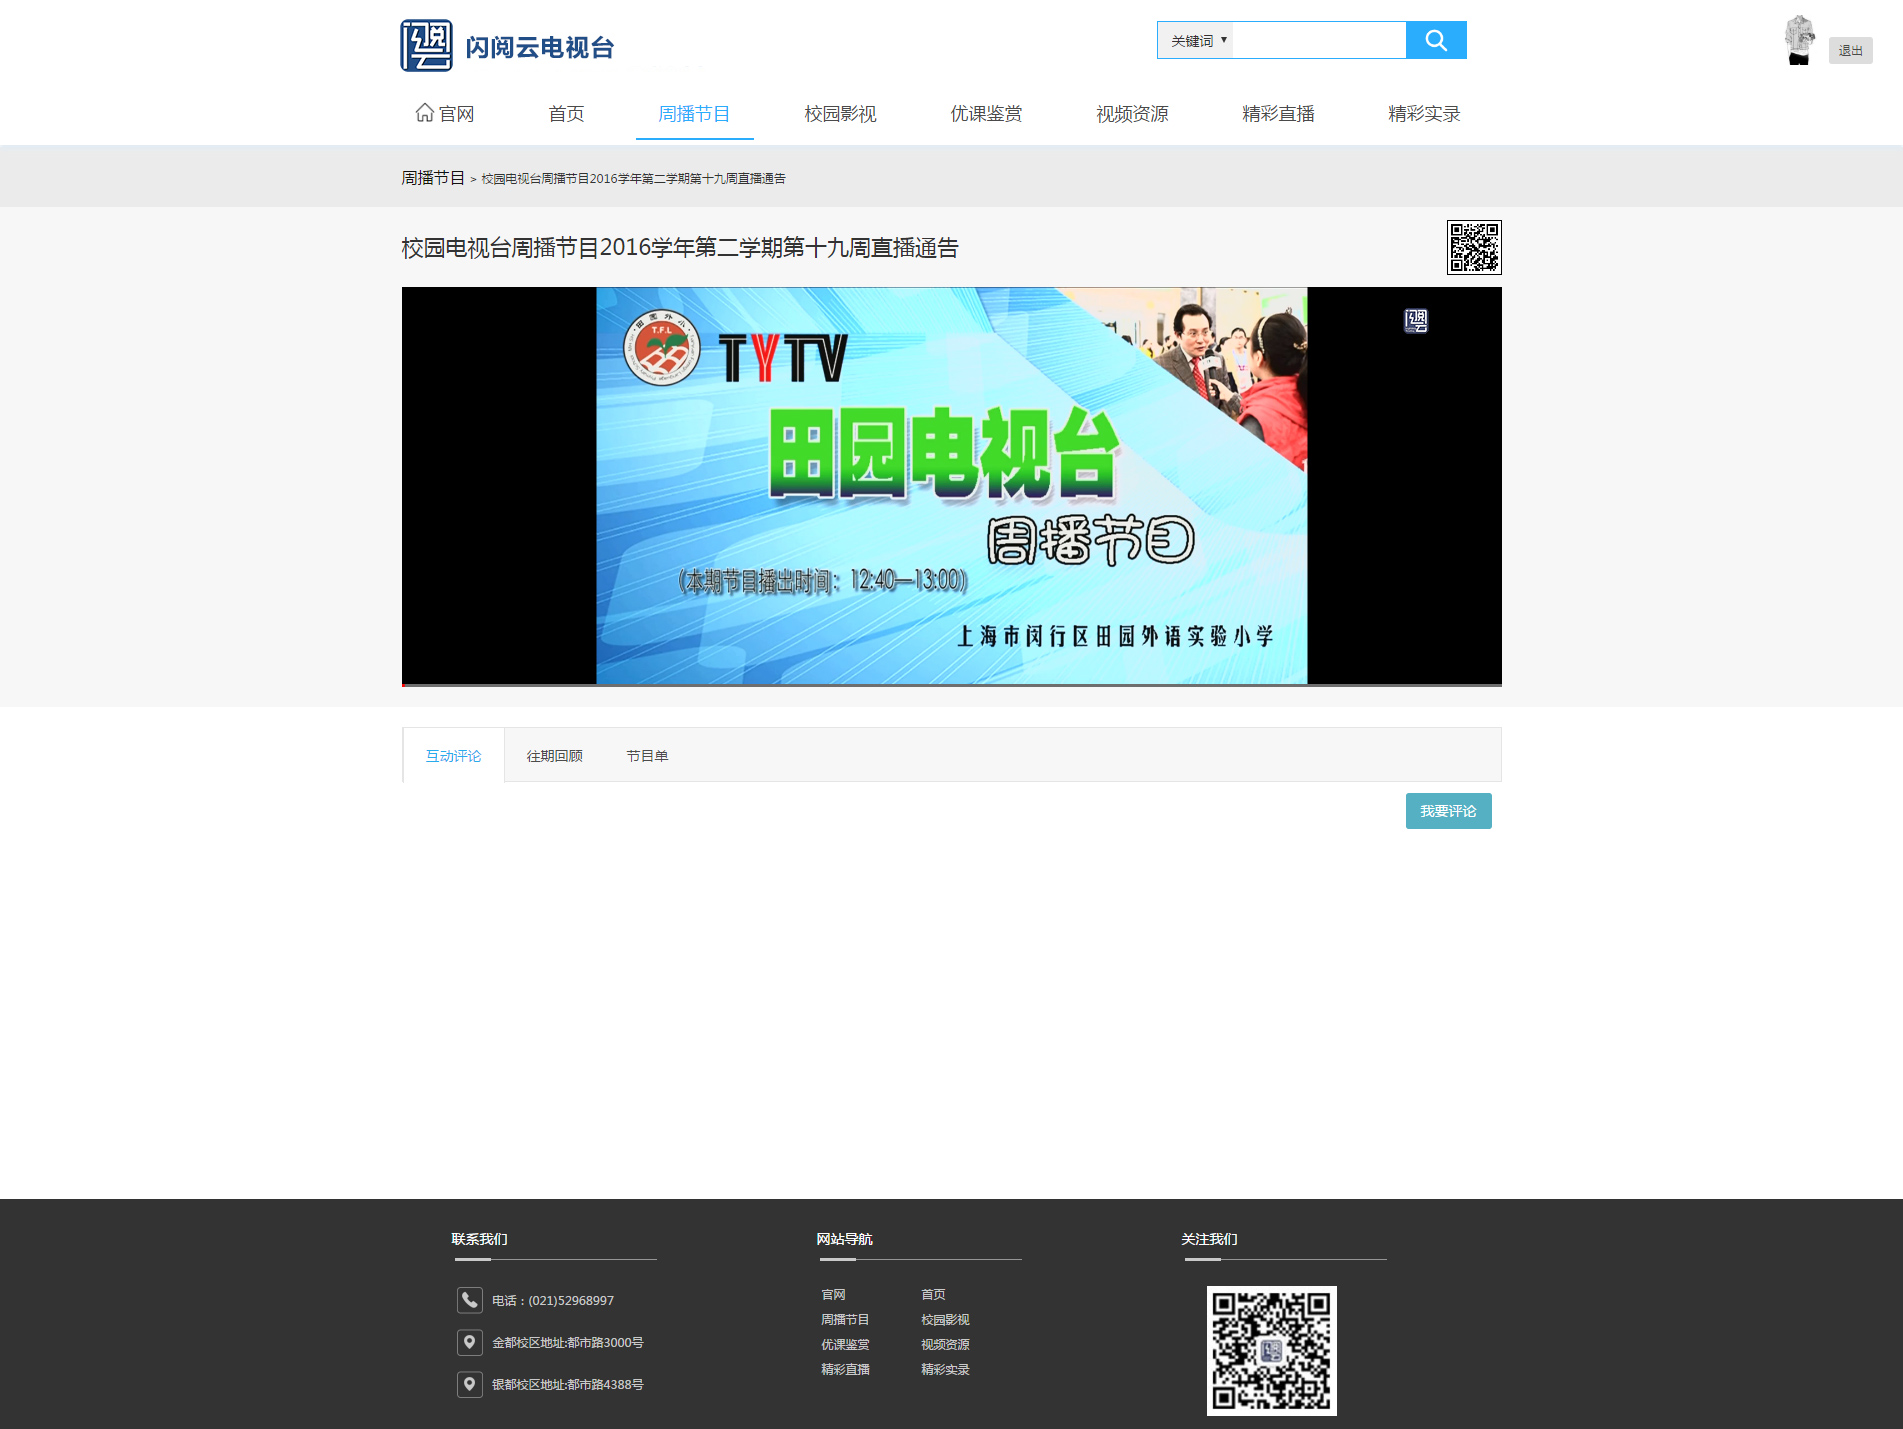 闪阅云电视台
关键词
退出
官网 首页 周播节目 校园影视 优课鉴赏 视频资源 精彩直播 精彩实录
周播节目 > 校园电视台周播节目2016学年第二学期第十九周直播通告
校园电视台周播节目2016学年第二学期第十九周直播通告
田园外小
T.F.L
TYTV
田园电视台
周播节目
(本期节目播出时间：12:40—13:00))
上海市闵行区田园外语实验小学
互动评论 往期回顾 节目单
我要评论
联系我们
电话：(021)52968997
金都校区地址:都市路3000号
银都校区地址:都市路4388号
网站导航
官网 首页
周播节目 校园影视
优课鉴赏 视频资源
精彩直播 精彩实录
关注我们